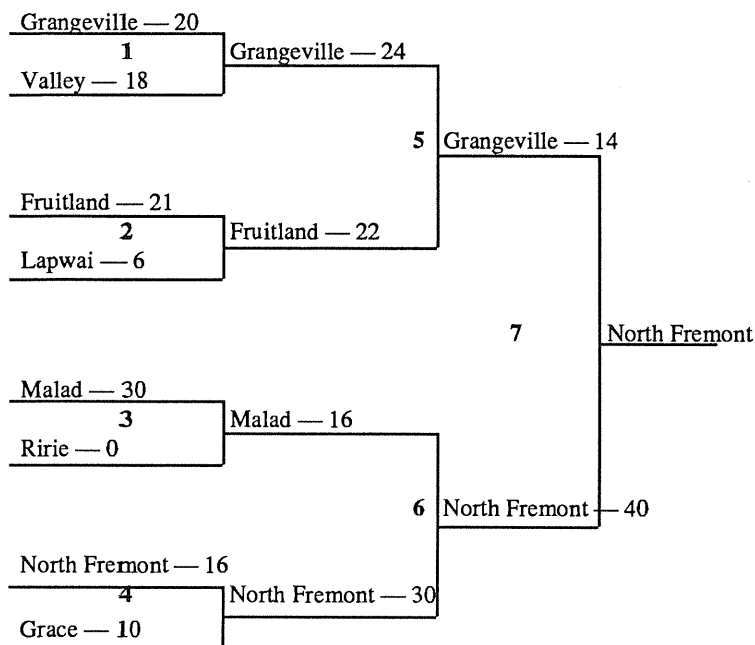 Grangeville — 20
1
Grangeville — 24
Valley — 18
5
Grangeville — 14
Fruitland — 21
2
Fruitland — 22
Lapwai — 6
7
North Fremont
Malad — 30
3
Malad — 16
Ririe — 0
6
North Fremont — 40
North Fremont — 16
4
North Fremont — 30
Grace — 10